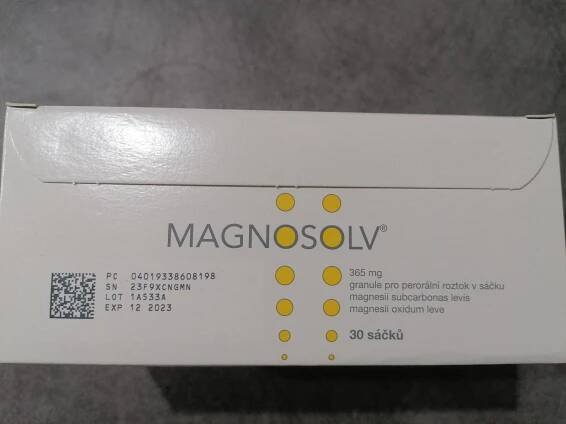 MAGNOSOLV®
365 mg
granule pro perorální roztok v sáčku
magnesii subcarbonas levis
magnesii oxidum leve
30 sáčků
PC 04019338608198
SN 23F9XCNGMN
LOT 1A533A
EXP 12 2023